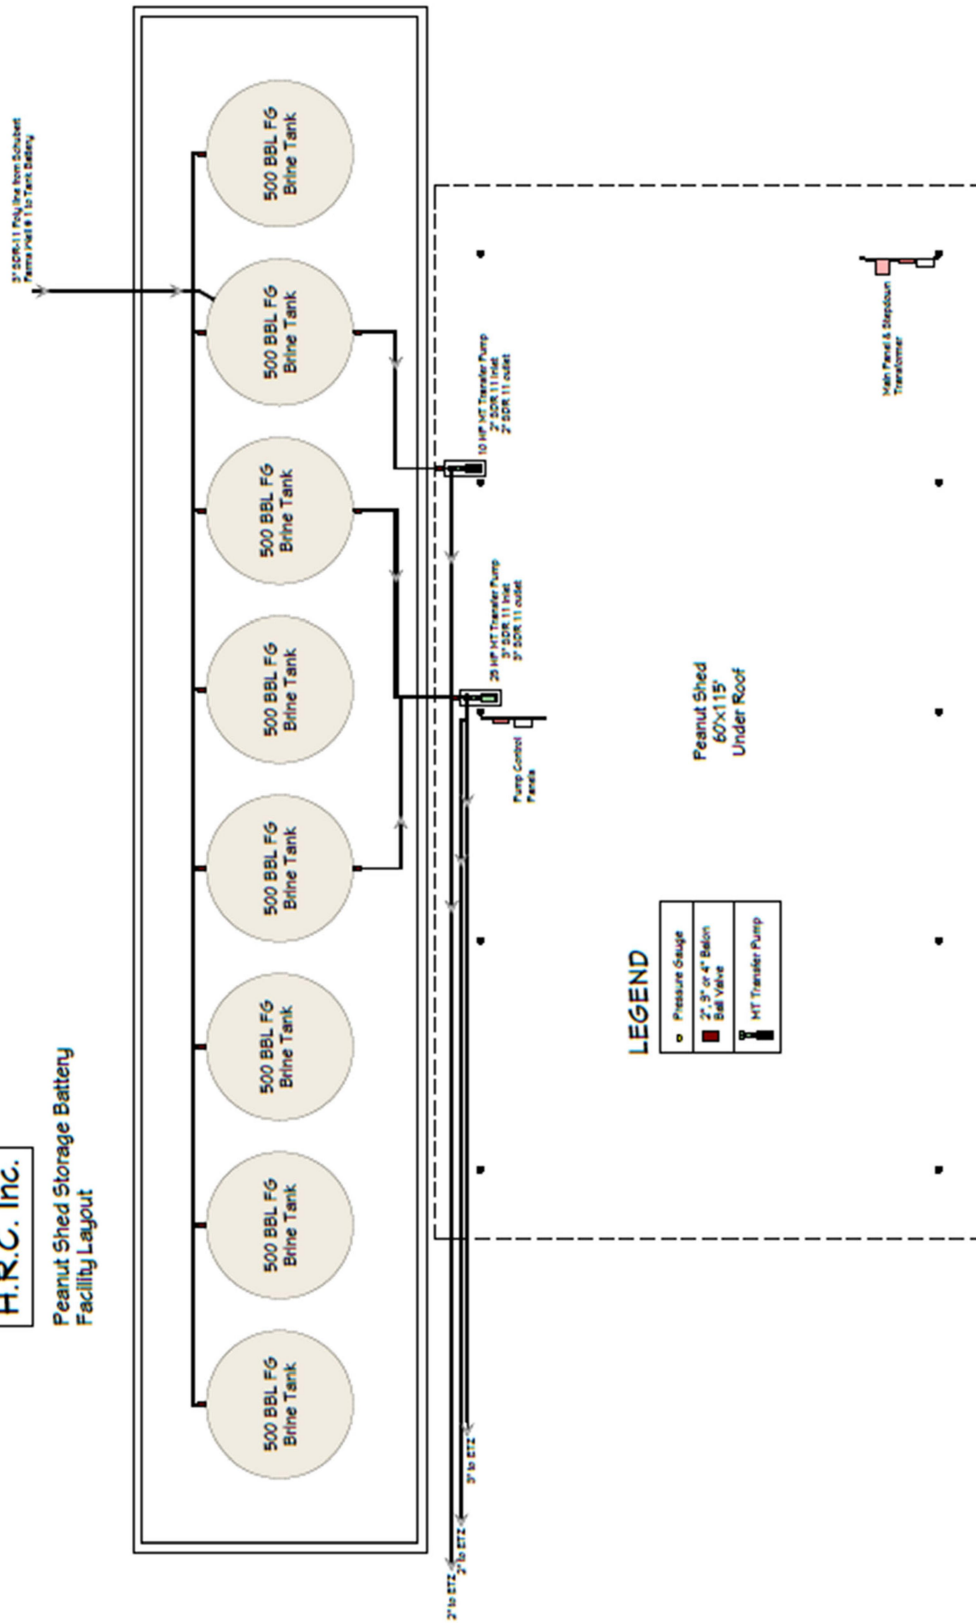 H.R.C. Inc.
Peanut Shed Storage Battery
Facility Layout
3" SDR-11 Poly line from Schubert
Farms Inlet # 1 to Tank Battery
500 BBL FG
Brine Tank
500 BBL FG
Brine Tank
500 BBL FG
Brine Tank
500 BBL FG
Brine Tank
500 BBL FG
Brine Tank
500 BBL FG
Brine Tank
500 BBL FG
Brine Tank
500 BBL FG
Brine Tank
10 HP MT Transfer Pump
2" SDR 11 Inlet
2" SDR 11 outlet
25 HP MT Transfer Pump
3" SDR 11 Inlet
3" SDR 11 outlet
Pump Control
Panels
Main Panel & Stepdown
Transformer
Peanut Shed
60'x115'
Under Roof
LEGEND
Pressure Gauge
2", 3" or 4" Balon
Ball Valve
MT Transfer Pump
2" to ETZ
2" to ETZ
3" to ETZ